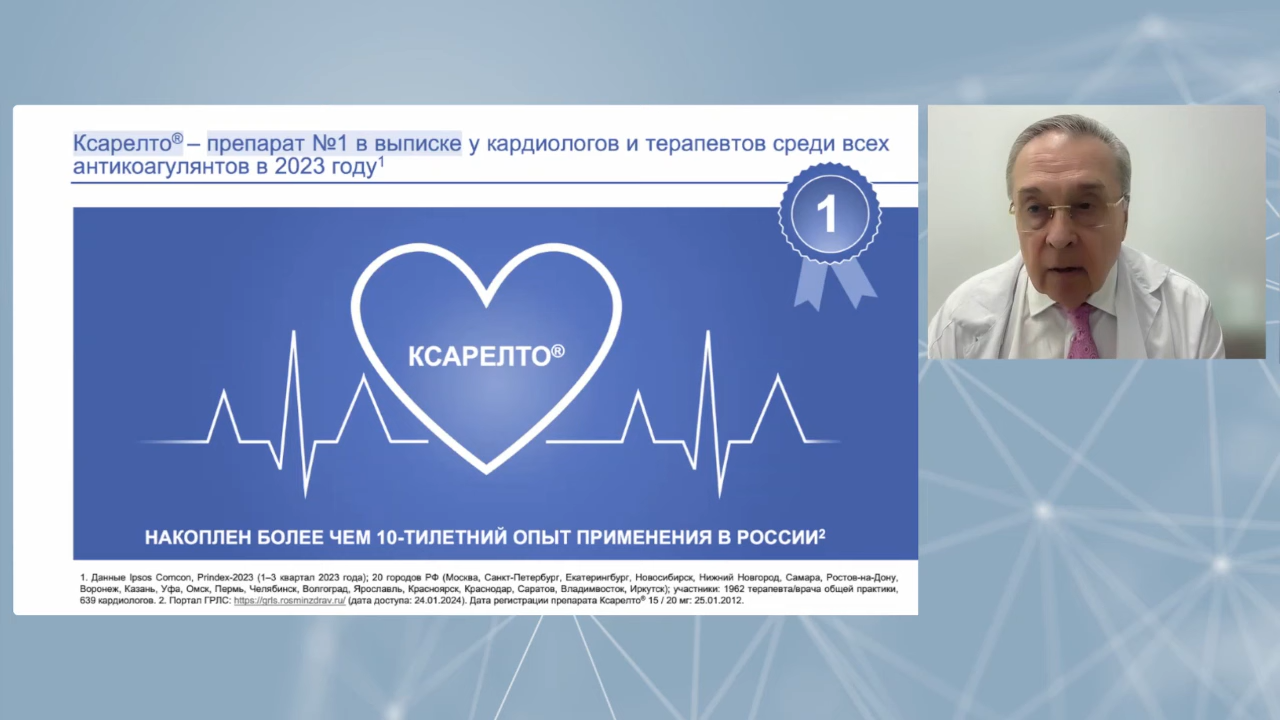 Ксарелто® – препарат №1 в выписке у кардиологов и терапевтов среди всех
антикоагулянтов в 2023 году¹
1
КСАРЕЛТО®
НАКОПЛЕН БОЛЕЕ ЧЕМ 10-ТИЛЕТНИЙ ОПЫТ ПРИМЕНЕНИЯ В РОССИИ²
1. Данные Ipsos Comcon, Prindex-2023 (1–3 квартал 2023 года); 20 городов РФ (Москва, Санкт-Петербург, Екатеринбург, Новосибирск, Нижний Новгород, Самара, Ростов-на-Дону,
Воронеж, Казань, Уфа, Омск, Пермь, Челябинск, Волгоград, Ярославль, Красноярск, Краснодар, Саратов, Владимвосток, Иркутск); участники: 1962 терапевта/врача общей практики,
639 кардиологов. 2. Портал ГРЛС: https://grls.rosminzdrav.ru/ (дата доступа: 24.01.2024). Дата регистрации препарата Ксарелто® 15 / 20 мг: 25.01.2012.